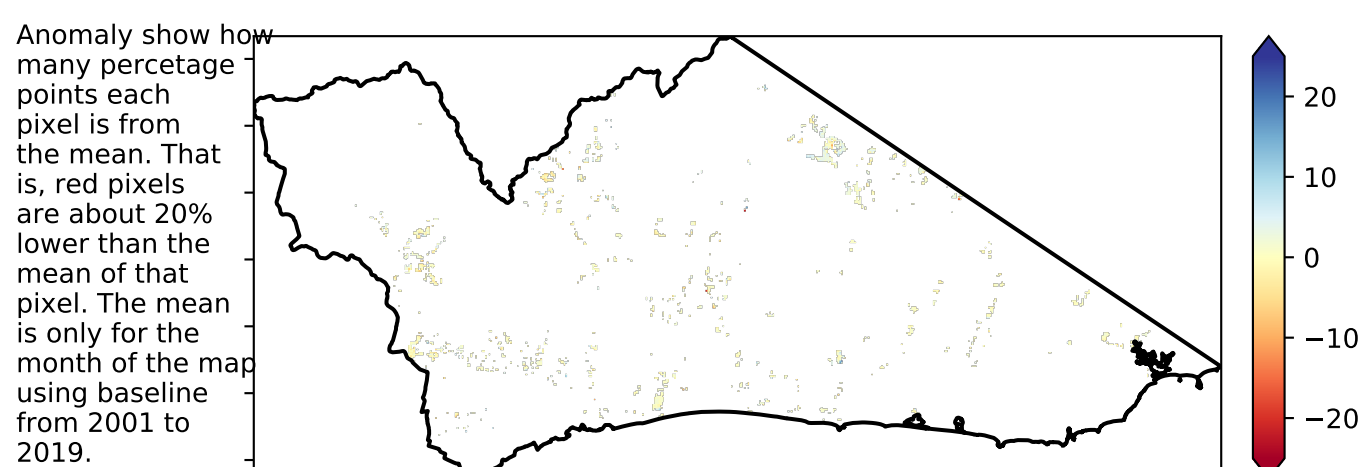 Anomaly show how
many percetage
points each
pixel is from
the mean. That
is, red pixels
are about 20%
lower than the
mean of that
pixel. The mean
is only for the
month of the map
using baseline
from 2001 to
2019.
20
10
0
−10
−20